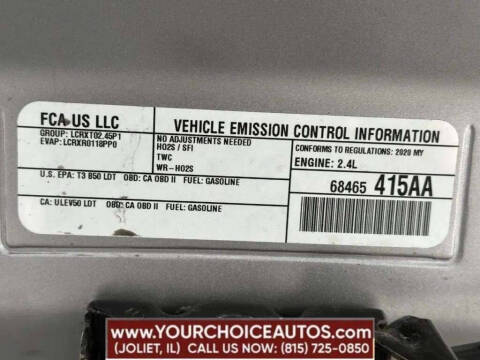 FCA US LLC
GROUP: LCRXT02.45P1
EVAP: LCRXR0118PP0
VEHICLE EMISSION CONTROL INFORMATION
NO ADJUSTMENTS NEEDED
HO2S / SFI
TWC
WR-HO2S
CONFORMS TO REGULATIONS: 2020 MY
ENGINE: 2.4L
U.S. EPA: T3 B50 LDT OBD: CA OBD II FUEL: GASOLINE
68465 415AA
CA: ULEV50 LDT OBD: CA OBD II FUEL: GASOLINE
WWW.YOURCHOICEAUTOS.COM
(JOLIET, IL) CALL US NOW: (815) 725-0850